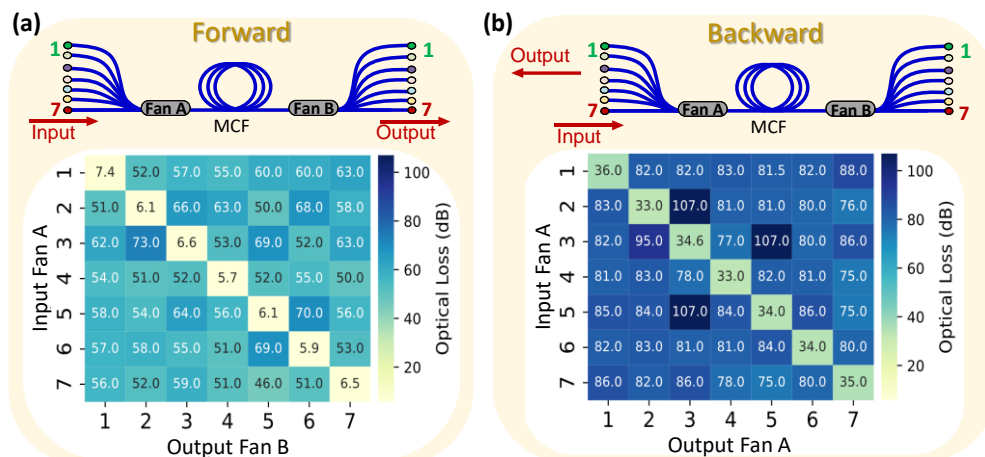 (a)
Forward
1
1
Fan A
Fan B
7
7
Input
MCF
Output
Input Fan A
1 7.4 52.0 57.0 55.0 60.0 60.0 63.0
2 51.0 6.1 66.0 63.0 50.0 68.0 58.0
3 62.0 73.0 6.6 53.0 69.0 52.0 63.0
4 54.0 51.0 52.0 5.7 52.0 55.0 50.0
5 58.0 54.0 64.0 56.0 6.1 70.0 56.0
6 57.0 58.0 55.0 51.0 69.0 5.9 53.0
7 56.0 52.0 59.0 51.0 46.0 51.0 6.5
1 2 3 4 5 6 7
Output Fan B
100
80
60
40
20
Optical Loss (dB)
(b)
Backward
Output
1
1
Fan A
Fan B
7
7
Input
MCF
Input Fan A
1 36.0 82.0 82.0 83.0 81.5 82.0 88.0
2 83.0 33.0 107.0 81.0 81.0 80.0 76.0
3 82.0 95.0 34.6 77.0 107.0 80.0 86.0
4 81.0 83.0 78.0 33.0 82.0 81.0 75.0
5 85.0 84.0 107.0 84.0 34.0 86.0 75.0
6 82.0 83.0 81.0 81.0 84.0 34.0 80.0
7 86.0 82.0 86.0 78.0 75.0 80.0 35.0
1 2 3 4 5 6 7
Output Fan A
100
80
60
40
20
Optical Loss (dB)